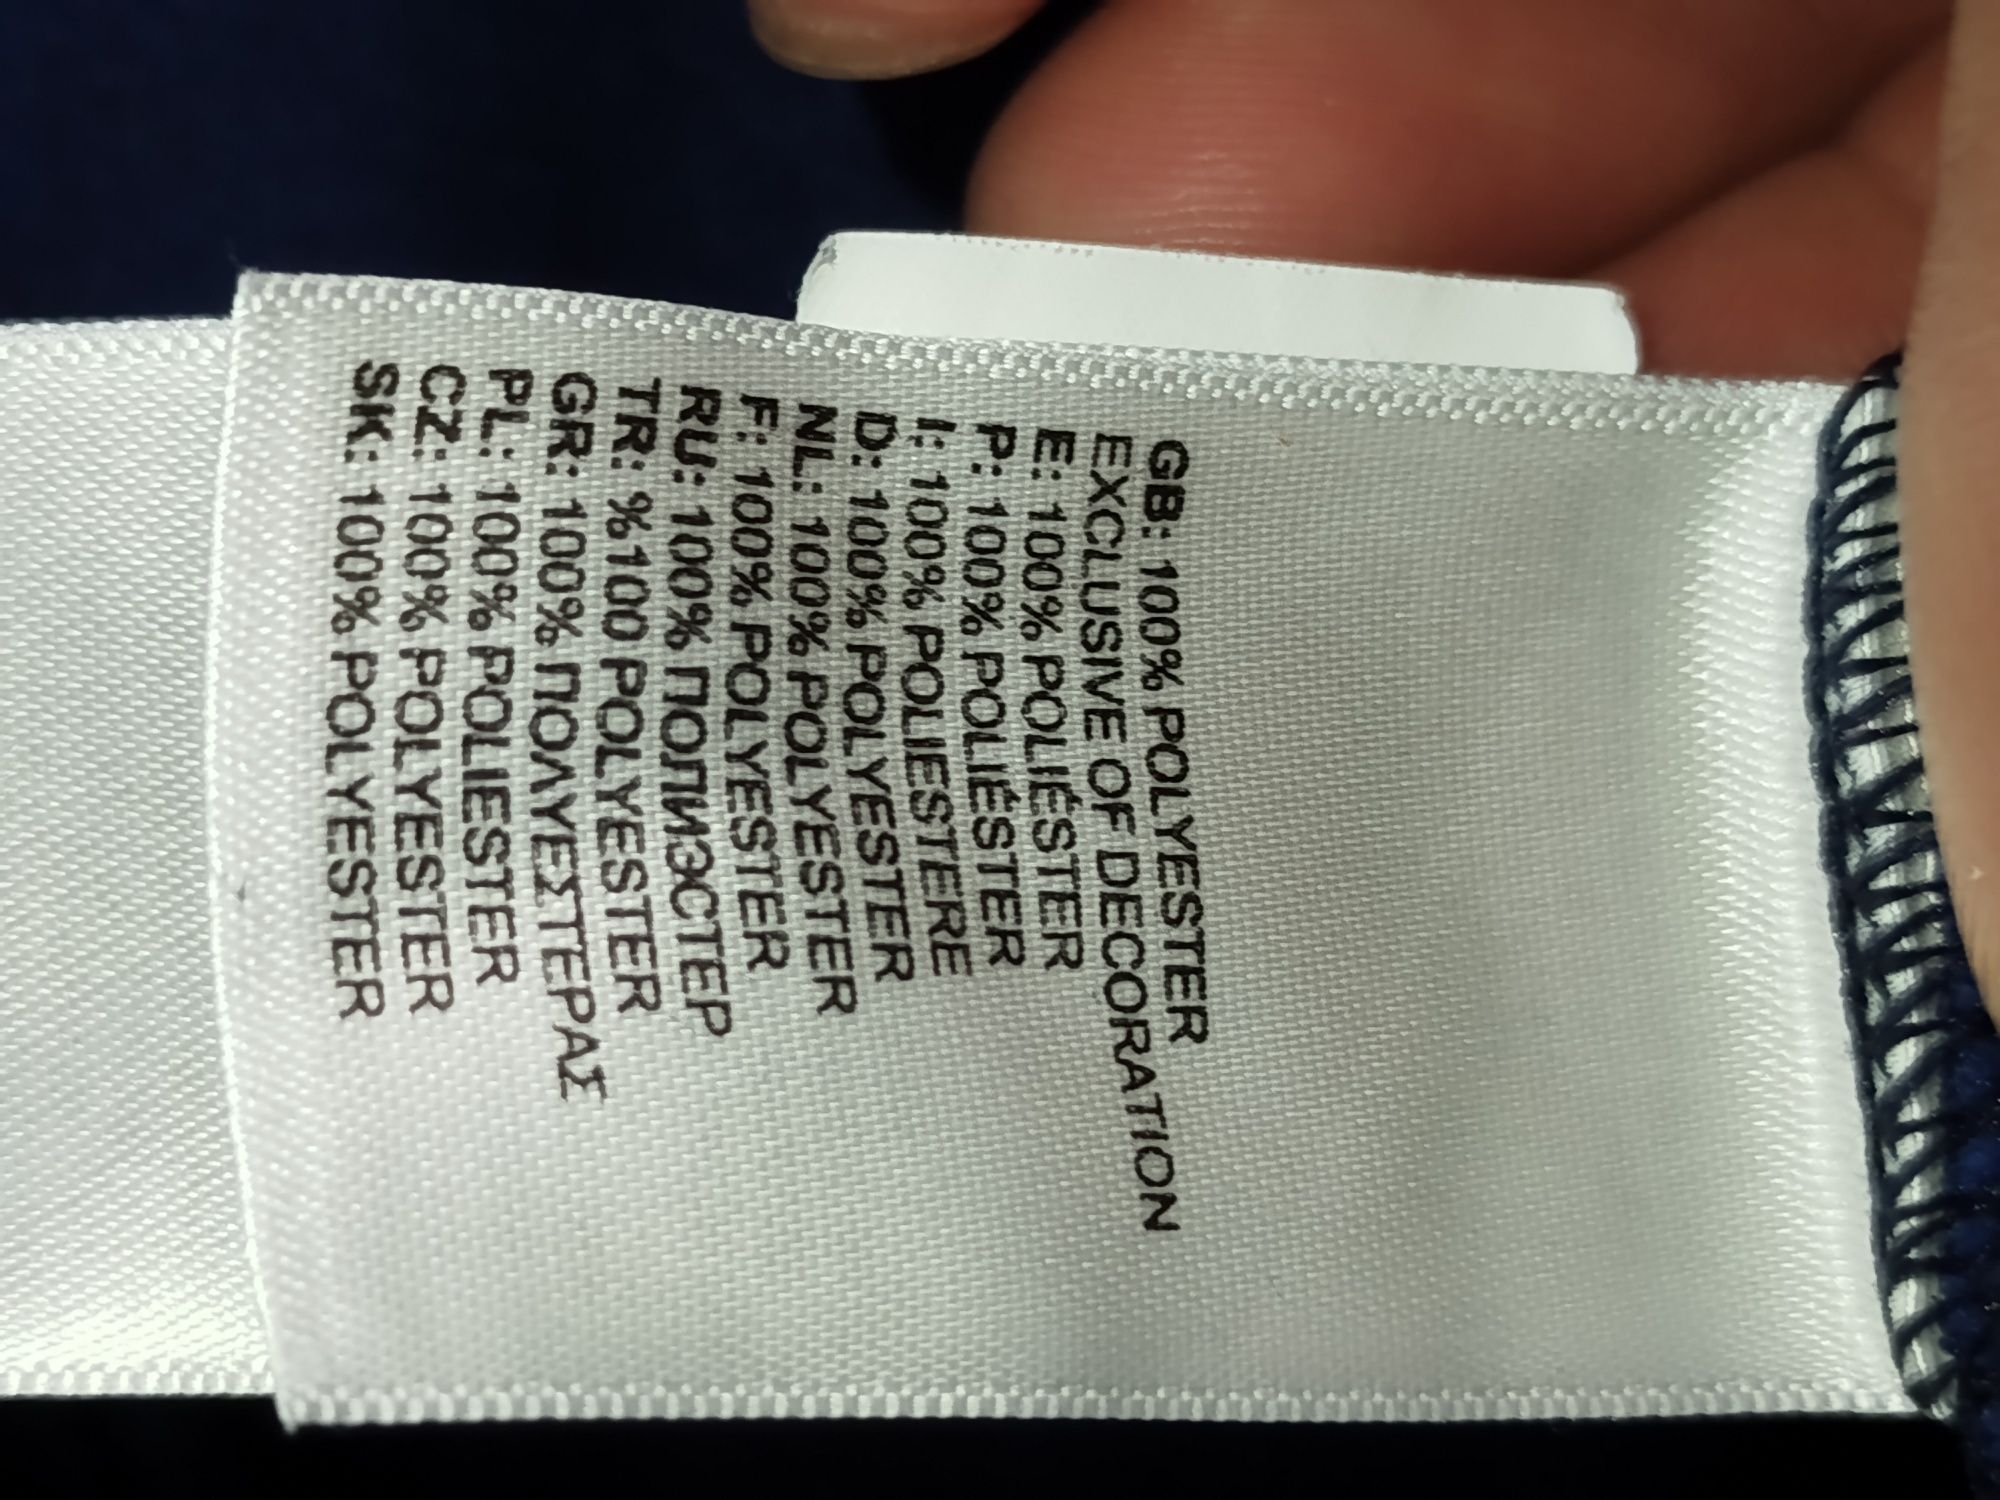 GB: 100% POLYESTER
EXCLUSIVE OF DECORATION
E: 100% POLIÉSTER
P: 100% POLIÉSTER
I: 100% POLIESTERE
D: 100% POLYESTER
NL: 100% POLYESTER
F: 100% POLYESTER
RU: 100% ПОЛИЭСТЕР
TR: %100 POLYESTER
GR: 100% ΠΟΛΥΕΣΤΕΡΑΣ
PL: 100% POLIESTER
CZ: 100% POLYESTER
SK: 100% POLYESTER